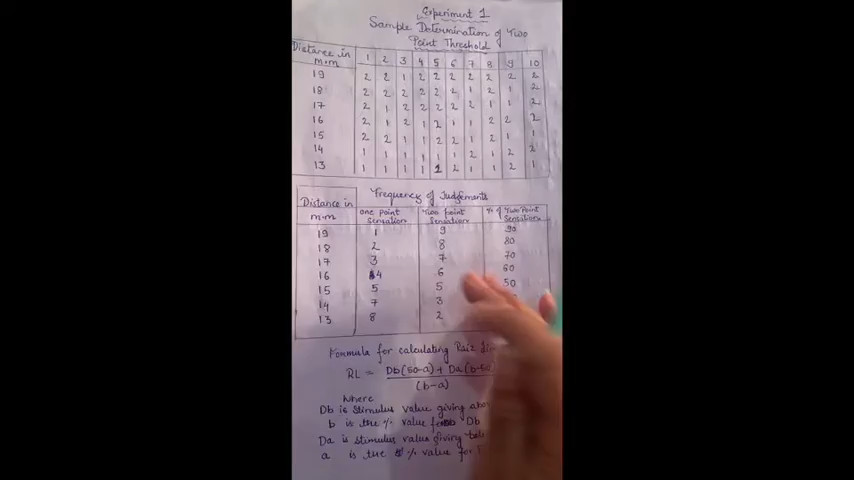 Experiment 1
Sample Determination of Two
Point Threshold
Distance in m.m 1 2 3 4 5 6 7 8 9 10
19 2 2 1 2 2 2 2 2 2 2
18 2 2 2 2 2 2 1 2 1 2
17 2 1 2 2 2 2 2 1 1 2
16 2 1 2 1 2 1 1 2 2 2
15 2 2 1 1 2 2 1 2 1 1
14 1 1 1 1 1 1 2 1 2 2
13 1 1 1 1 1 2 1 1 2 1
Frequency of Judgements
Distance in m.m one point Sensation Two point Sensation % of Two Point Sensation
19 1 9 90
18 2 8 80
17 3 7 70
16 4 6 60
15 5 5 50
14 7 3
13 8 2
Formula for calculating
RL = Db(50-a) + Da(b-50
(b-a)
where
Db is stimulus value giving
b is the % value Db
Da is stimulus value giving
a is the % value for